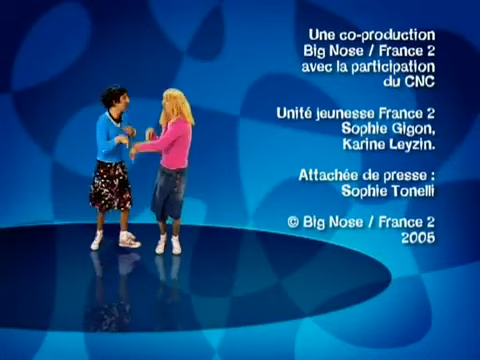 Une co-production
Big Nose / France 2
avec la participation
du CNC
Unité jeunesse France 2
Sophie Gigon,
Karine Leyzin.
Attachée de presse :
Sophie Tonelli
© Big Nose / France 2
2005